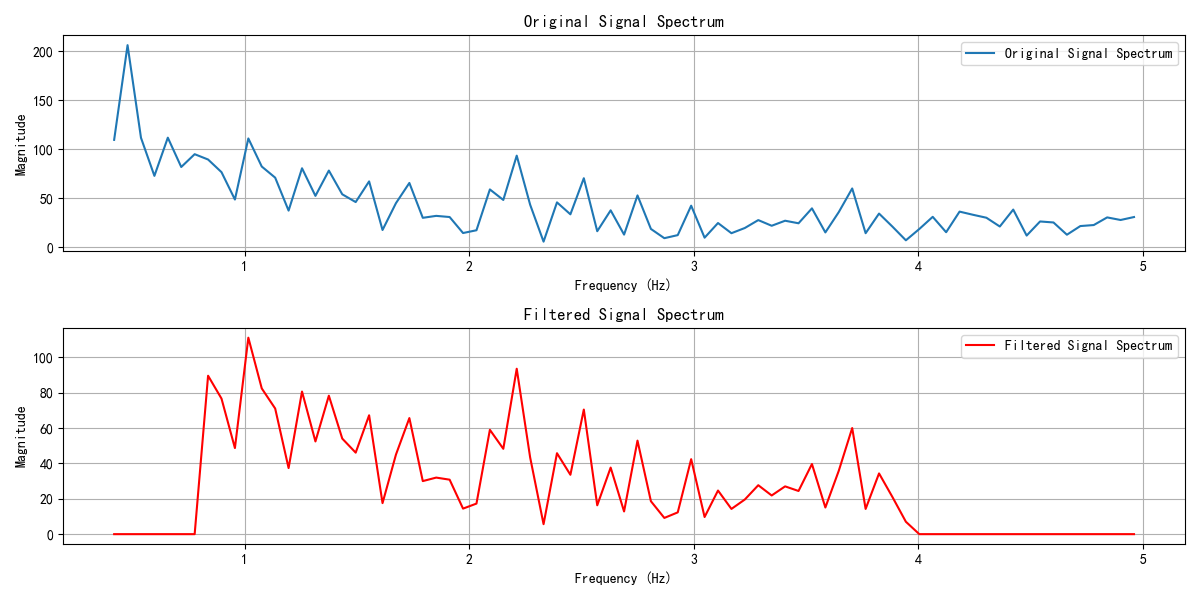 Original Signal Spectrum
Original Signal Spectrum
Magnitude
200
150
100
50
0
1 2 3 4 5
Frequency (Hz)
Filtered Signal Spectrum
Filtered Signal Spectrum
Magnitude
100
80
60
40
20
0
1 2 3 4 5
Frequency (Hz)